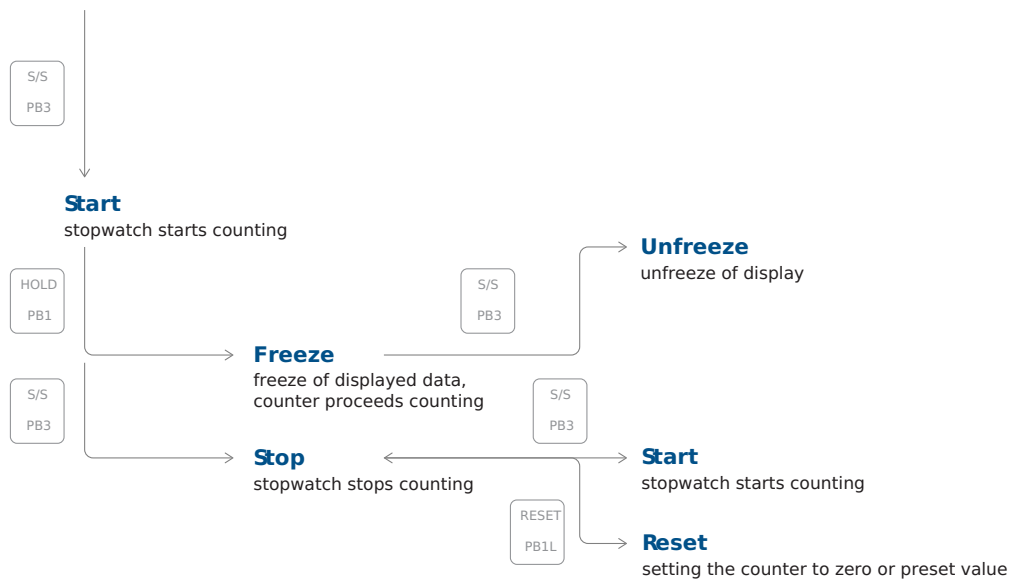 S/S
PB3
Start
stopwatch starts counting
HOLD
PB1
S/S
PB3
Unfreeze
unfreeze of display
Freeze
freeze of displayed data,
counter proceeds counting
S/S
PB3
S/S
PB3
Stop
stopwatch stops counting
Start
stopwatch starts counting
RESET
PB1L
Reset
setting the counter to zero or preset value